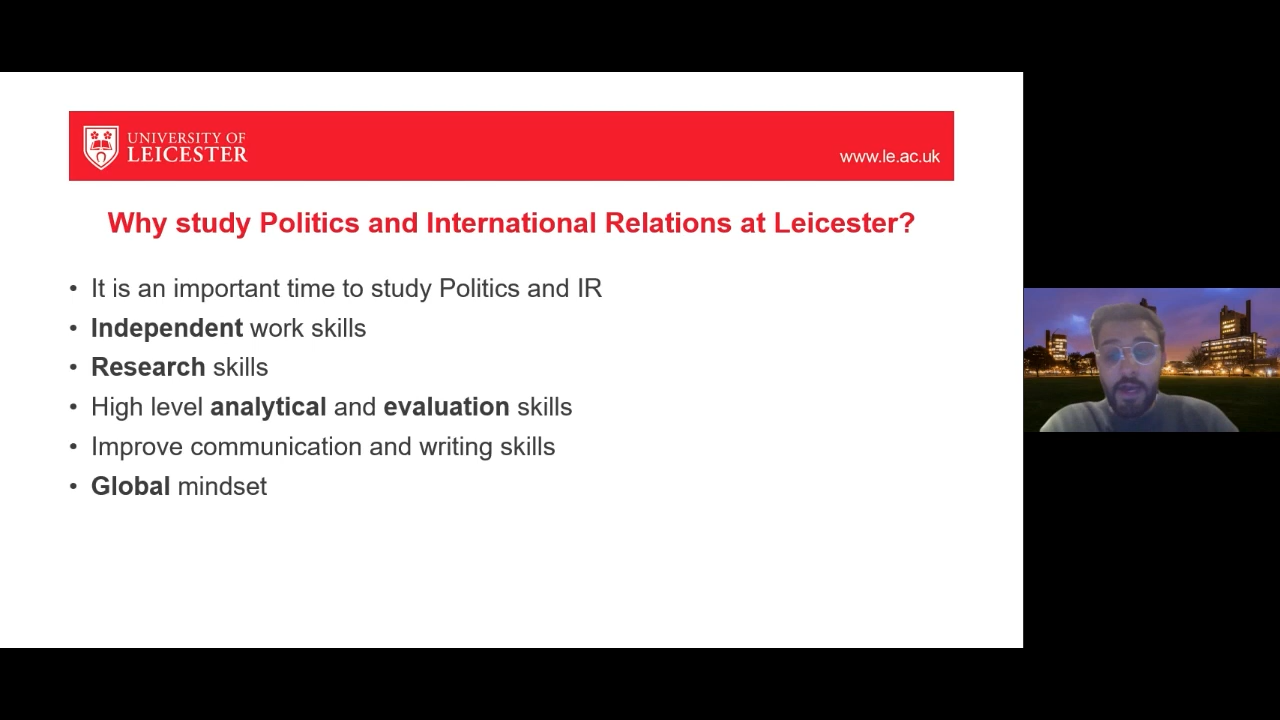 UNIVERSITY OF
LEICESTER
www.le.ac.uk
Why study Politics and International Relations at Leicester?
• It is an important time to study Politics and IR
• Independent work skills
• Research skills
• High level analytical and evaluation skills
• Improve communication and writing skills
• Global mindset